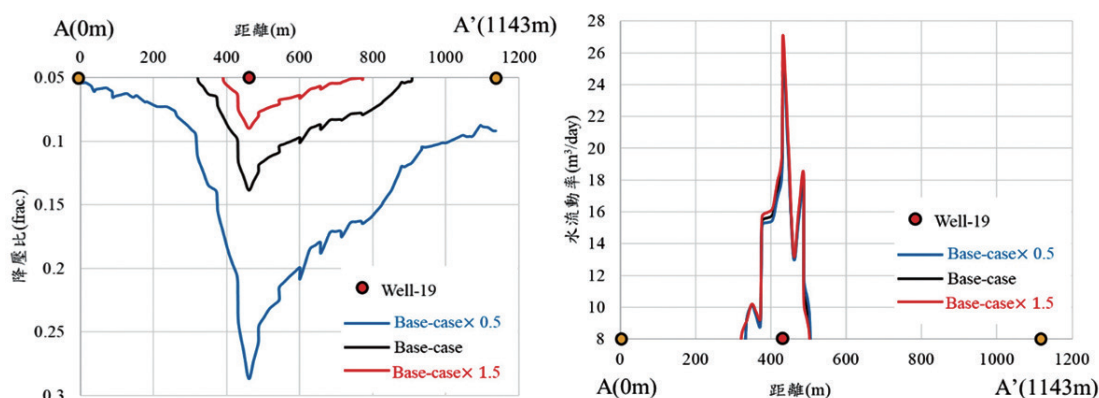 A(0m)
距離(m)
A’(1143m)
0
200
400
600
800
1000
1200
0.05
0.1
0.15
0.2
0.25
0.3
降壓比(frac.)
Well-19
Base-case× 0.5
Base-case
Base-case× 1.5
28
26
24
22
20
18
16
14
12
10
8
水流動率(m³/day)
Well-19
Base-case× 0.5
Base-case
Base-case× 1.5
0
200
400
600
800
1000
1200
A(0m)
距離(m)
A’(1143m)